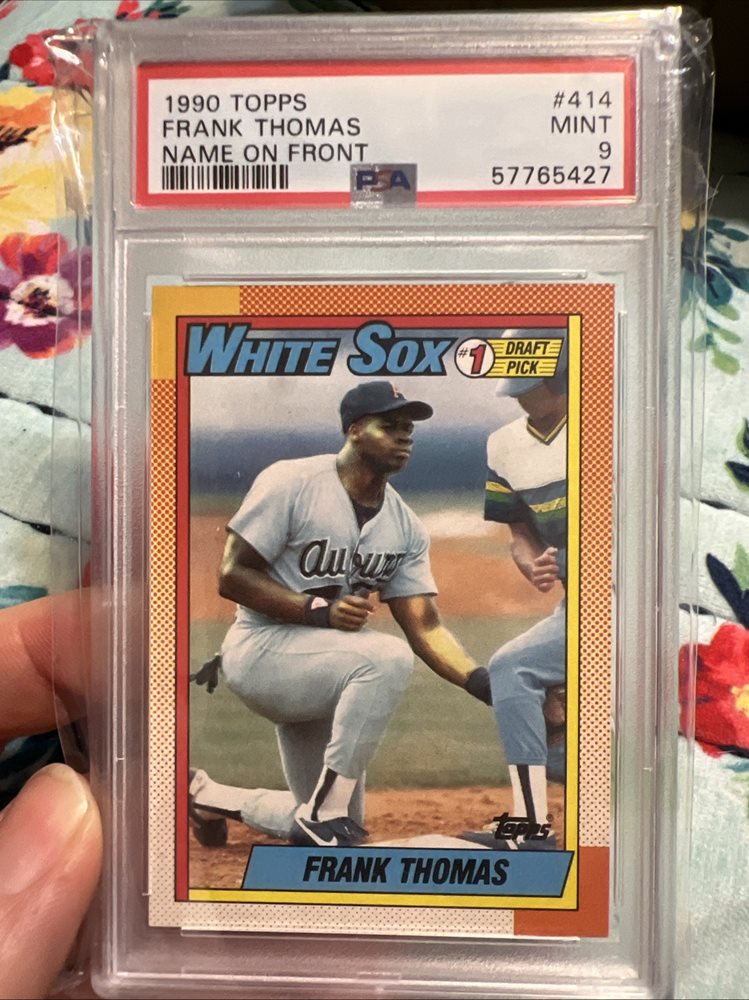 1990 TOPPS #414
FRANK THOMAS MINT
NAME ON FRONT 9
PSA 57765427
WHITE SOX #1 DRAFT PICK
A
Auburn
Topps
FRANK THOMAS